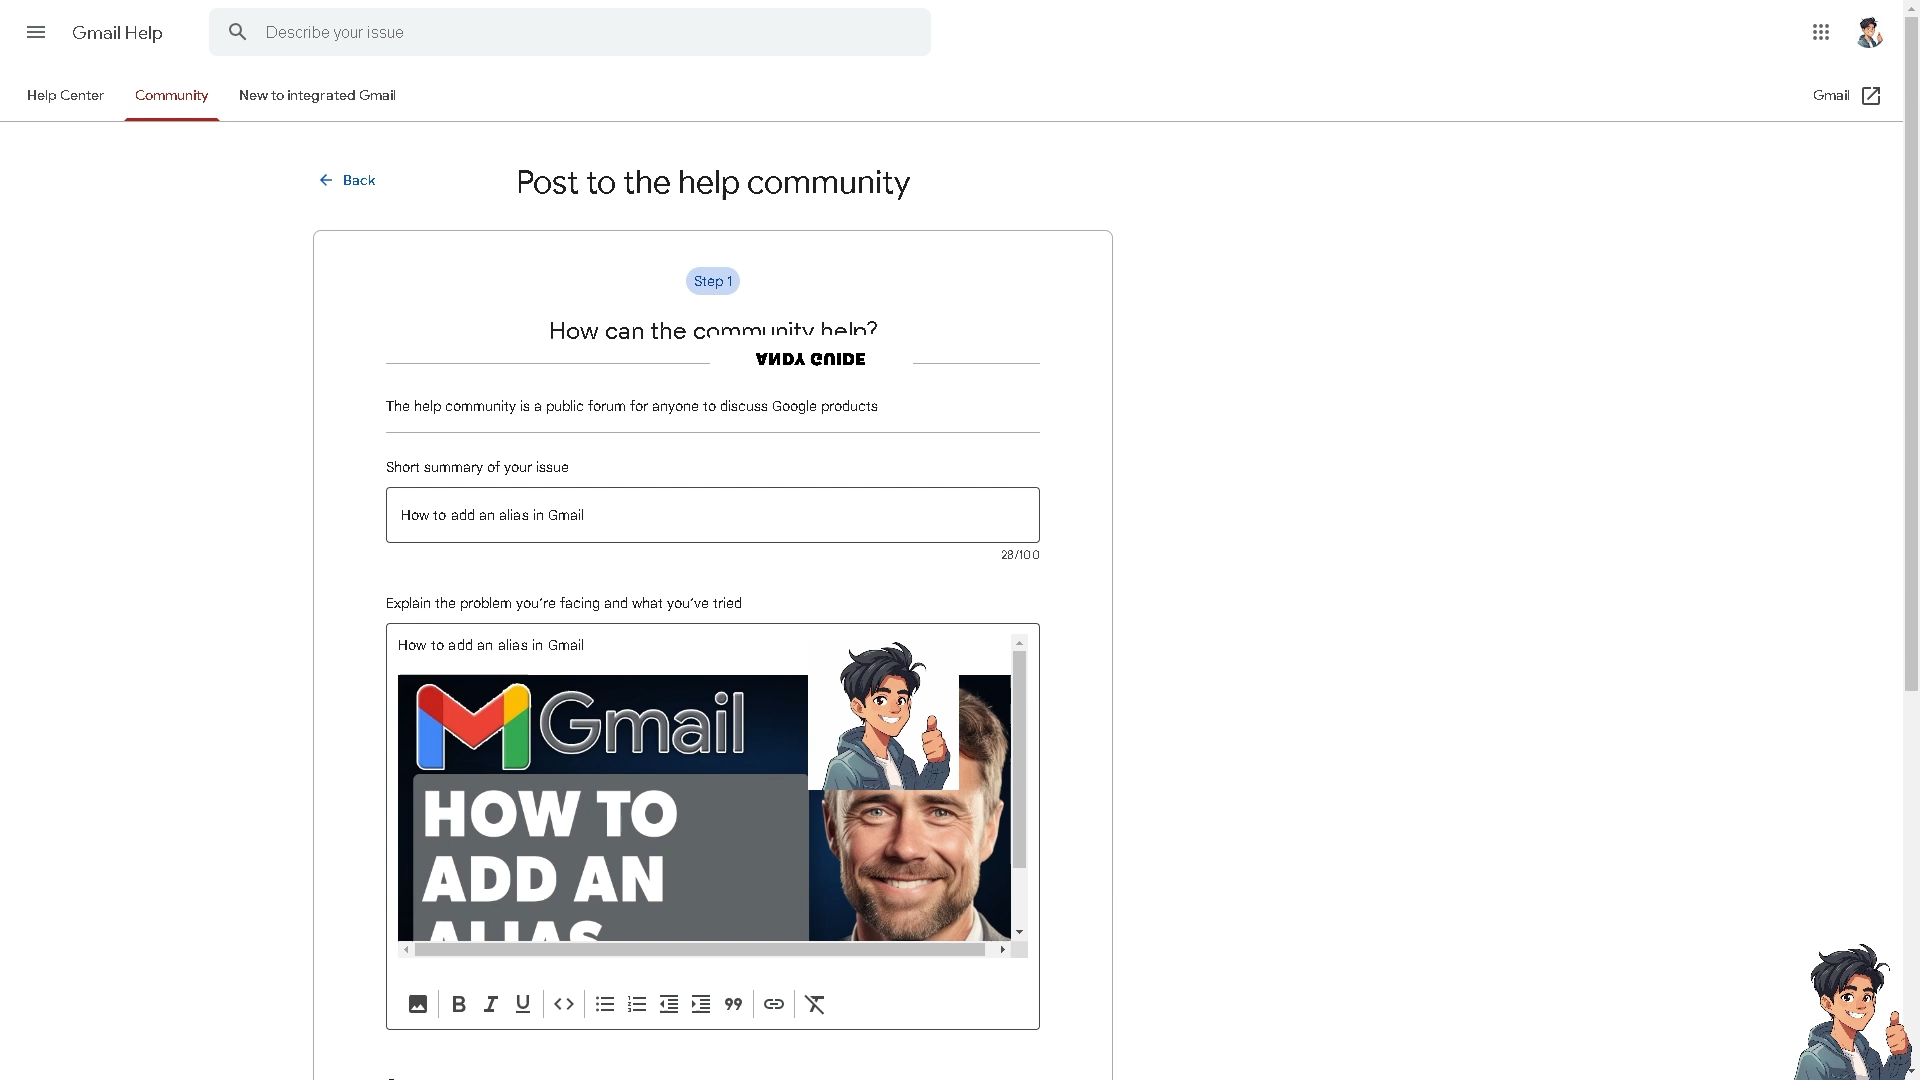 Gmail Help
Describe your issue
Help Center
Community
New to integrated Gmail
Gmail
Back
Post to the help community
Step 1
How can the community help?
ANDY GUIDE
The help community is a public forum for anyone to discuss Google products
Short summary of your issue
How to add an alias in Gmail
28/100
Explain the problem you're facing and what you've tried
How to add an alias in Gmail
Gmail
HOW TO
ADD AN
ALIAS